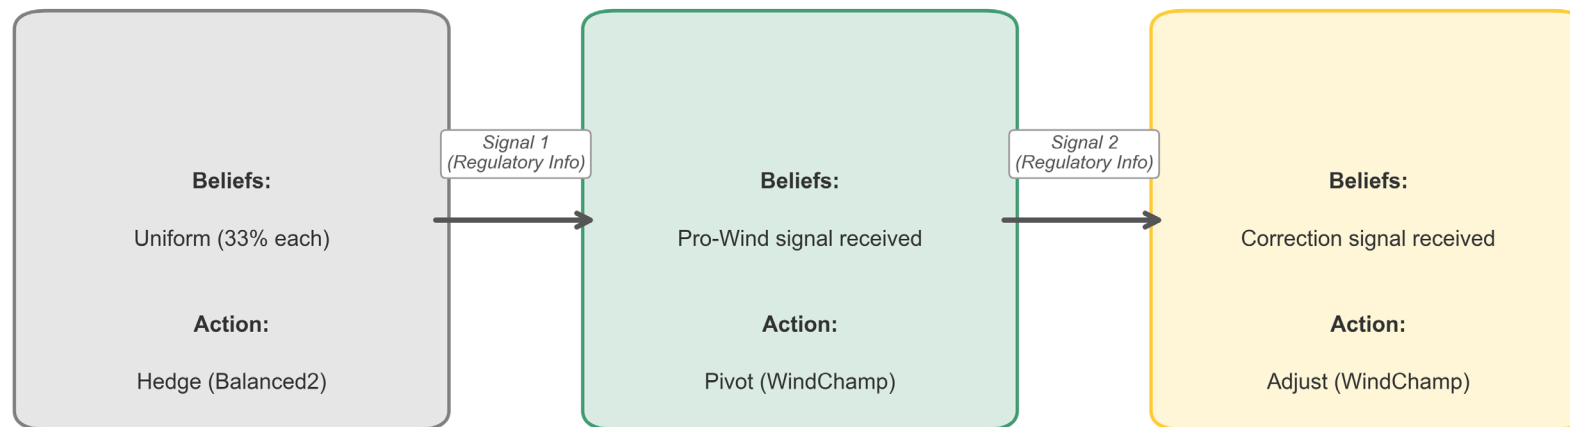 Beliefs:
Uniform (33% each)
Action:
Hedge (Balanced2)
Signal 1
(Regulatory Info)
Beliefs:
Pro-Wind signal received
Action:
Pivot (WindChamp)
Signal 2
(Regulatory Info)
Beliefs:
Correction signal received
Action:
Adjust (WindChamp)